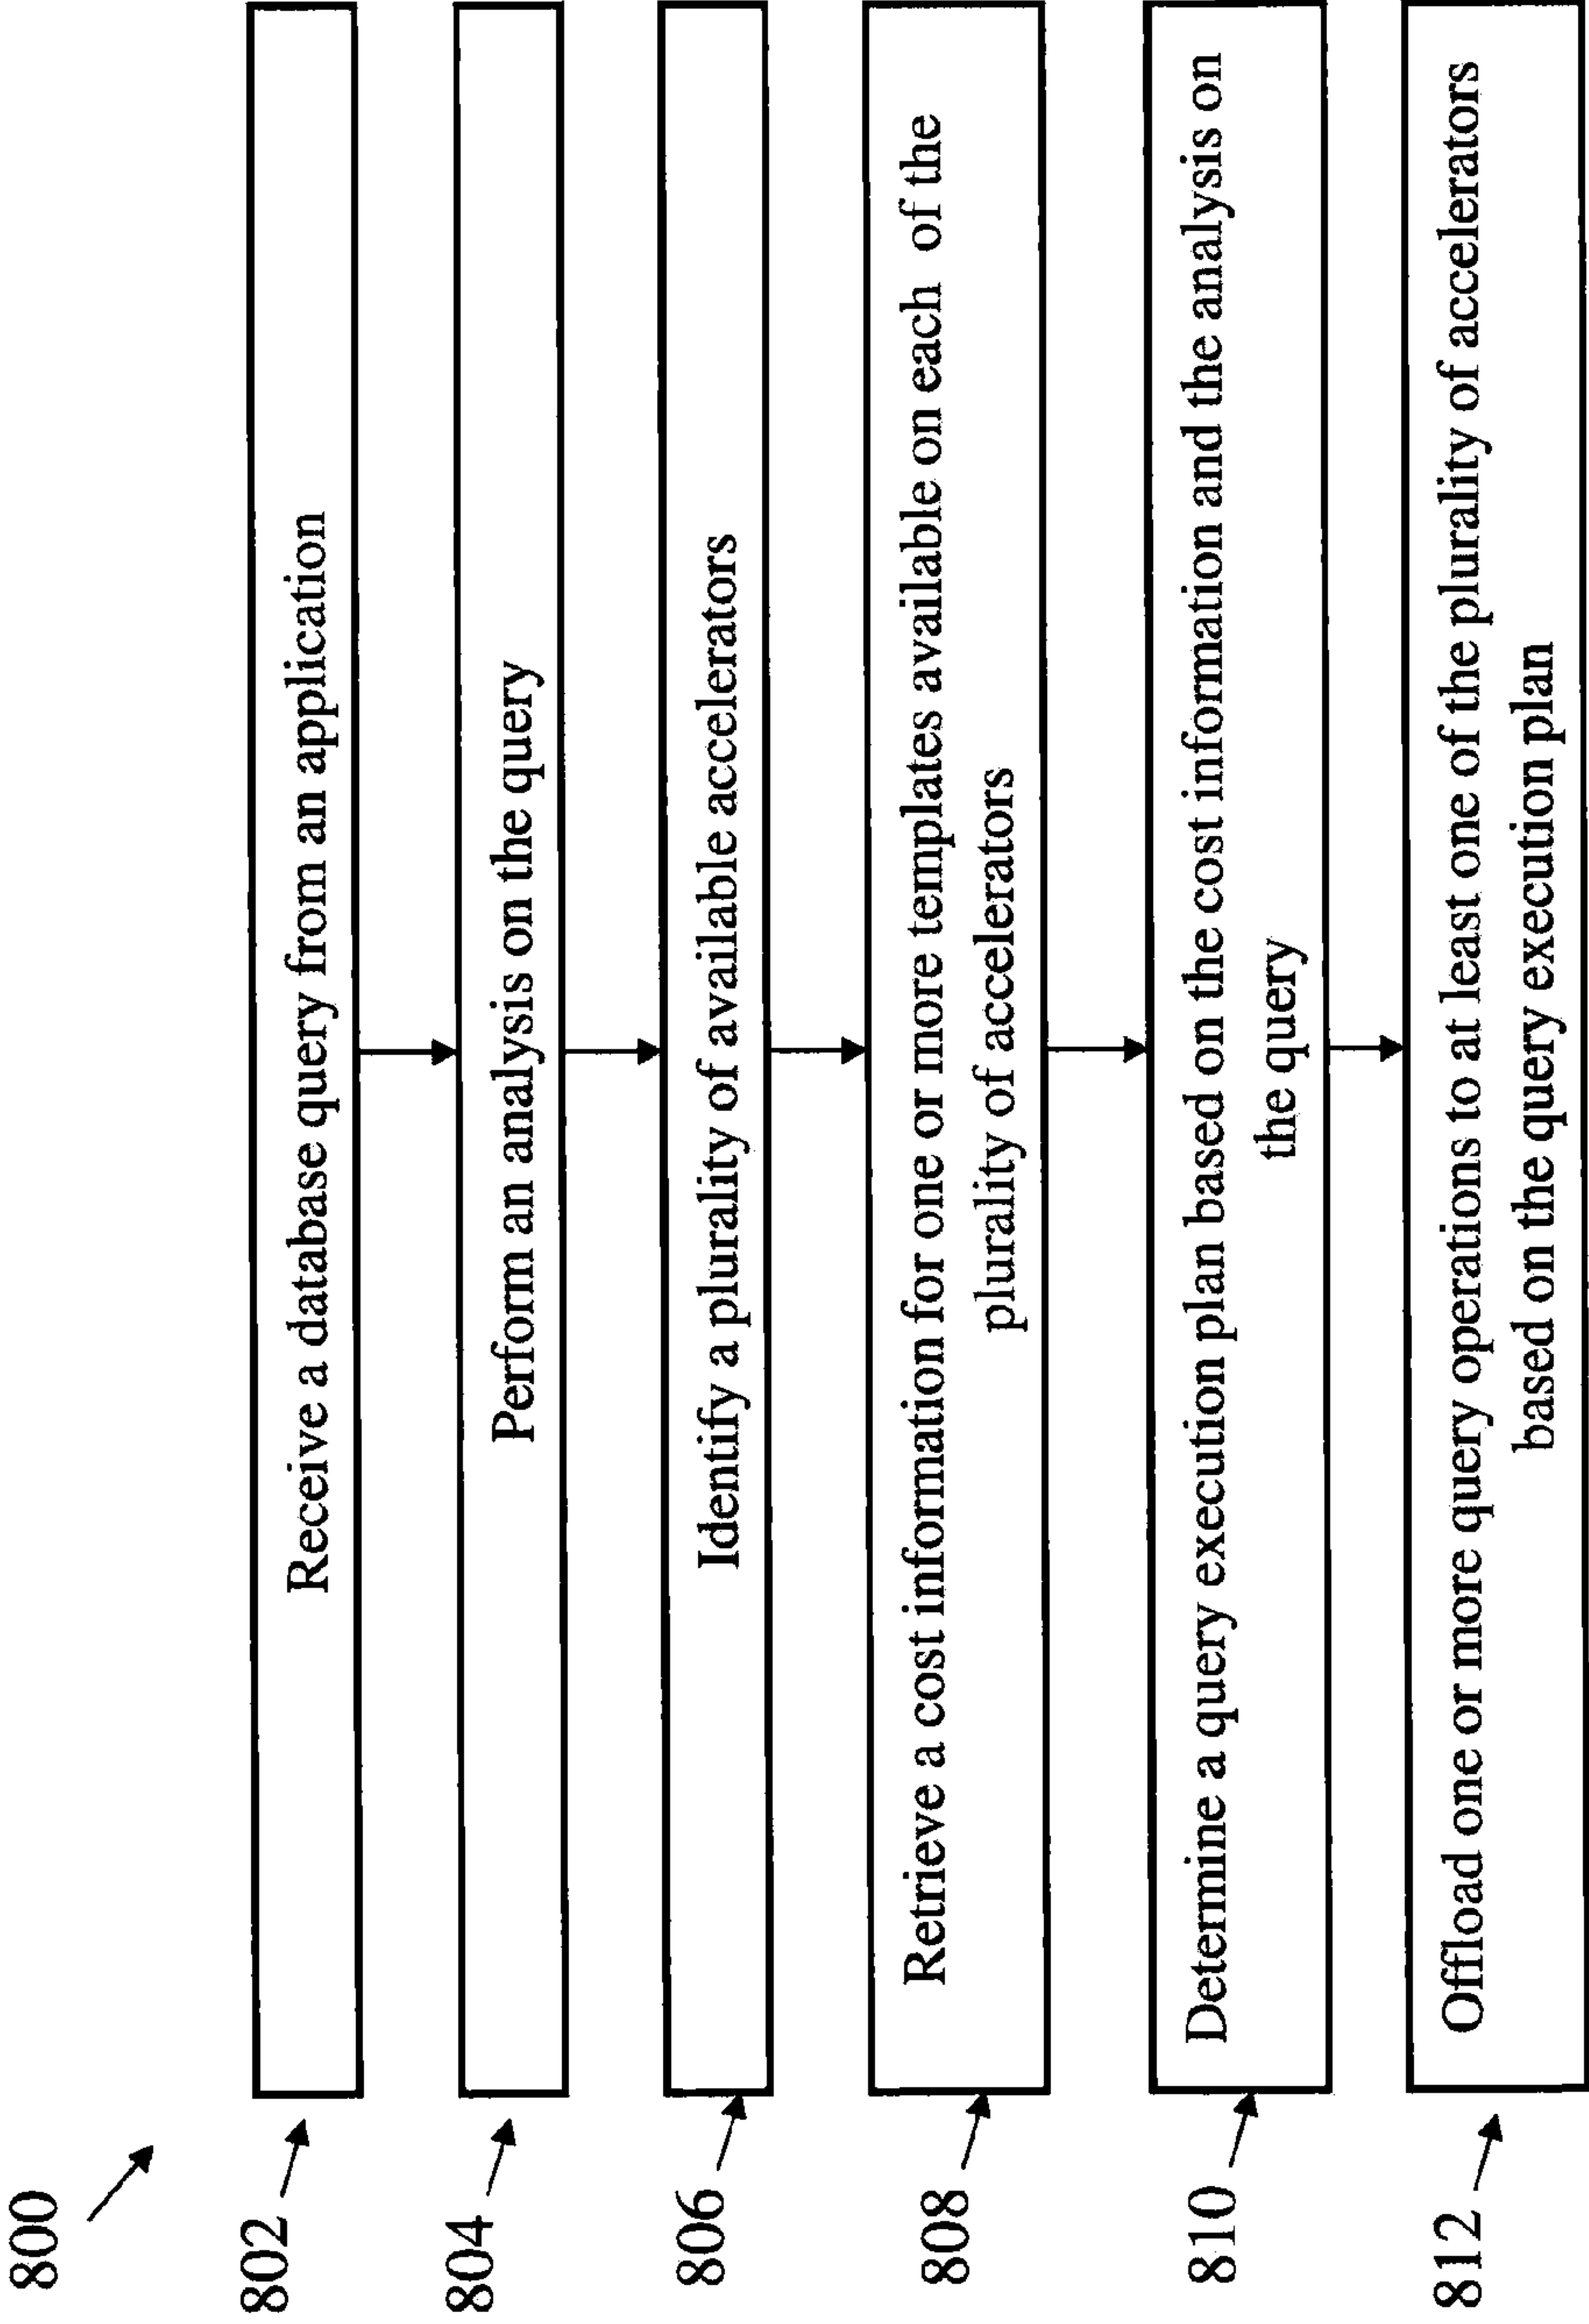 800
802
Receive a database query from an application
804
Perform an analysis on the query
806
Identify a plurality of available accelerators
808
Retrieve a cost information for one or more templates available on each of the
plurality of accelerators
810
Determine a query execution plan based on the cost information and the analysis on
the query
812
Offload one or more query operations to at least one of the plurality of accelerators
based on the query execution plan